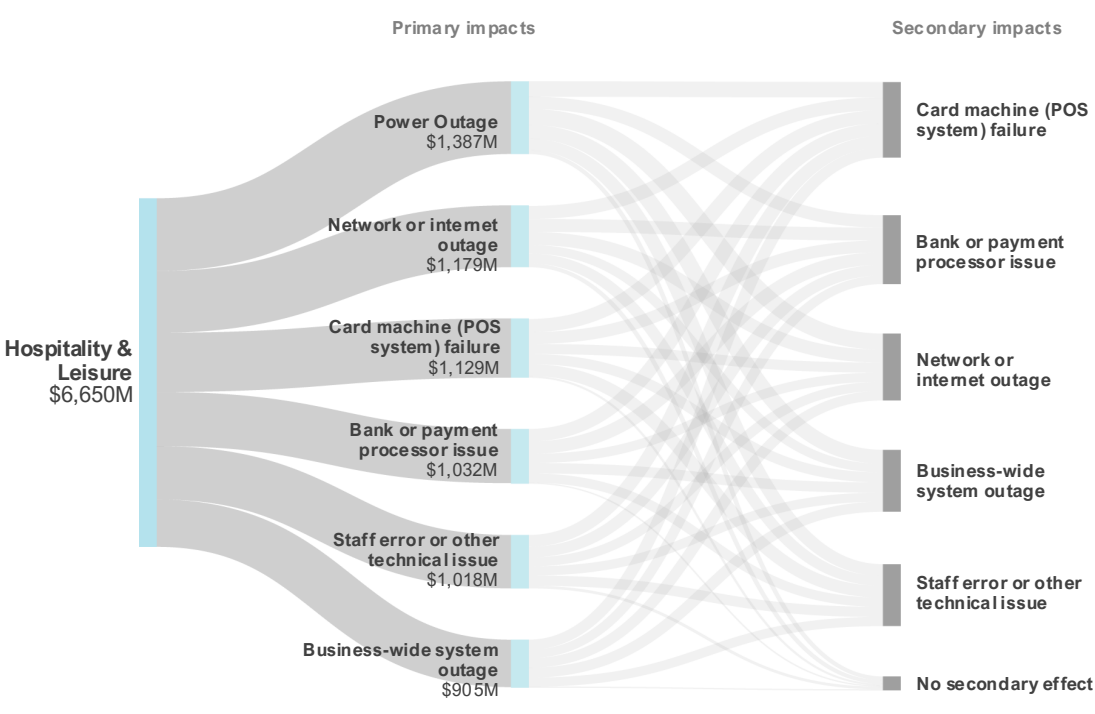 Primary impacts
Secondary impacts
Hospitality &
Leisure
$6,650M
Power Outage
$1,387M
Network or internet
outage
$1,179M
Card machine (POS
system) failure
$1,129M
Bank or payment
processor issue
$1,032M
Staff error or other
technical issue
$1,018M
Business-wide system
outage
$905M
Card machine (POS
system) failure
Bank or payment
processor issue
Network or
internet outage
Business-wide
system outage
Staff error or other
technical issue
No secondary effect